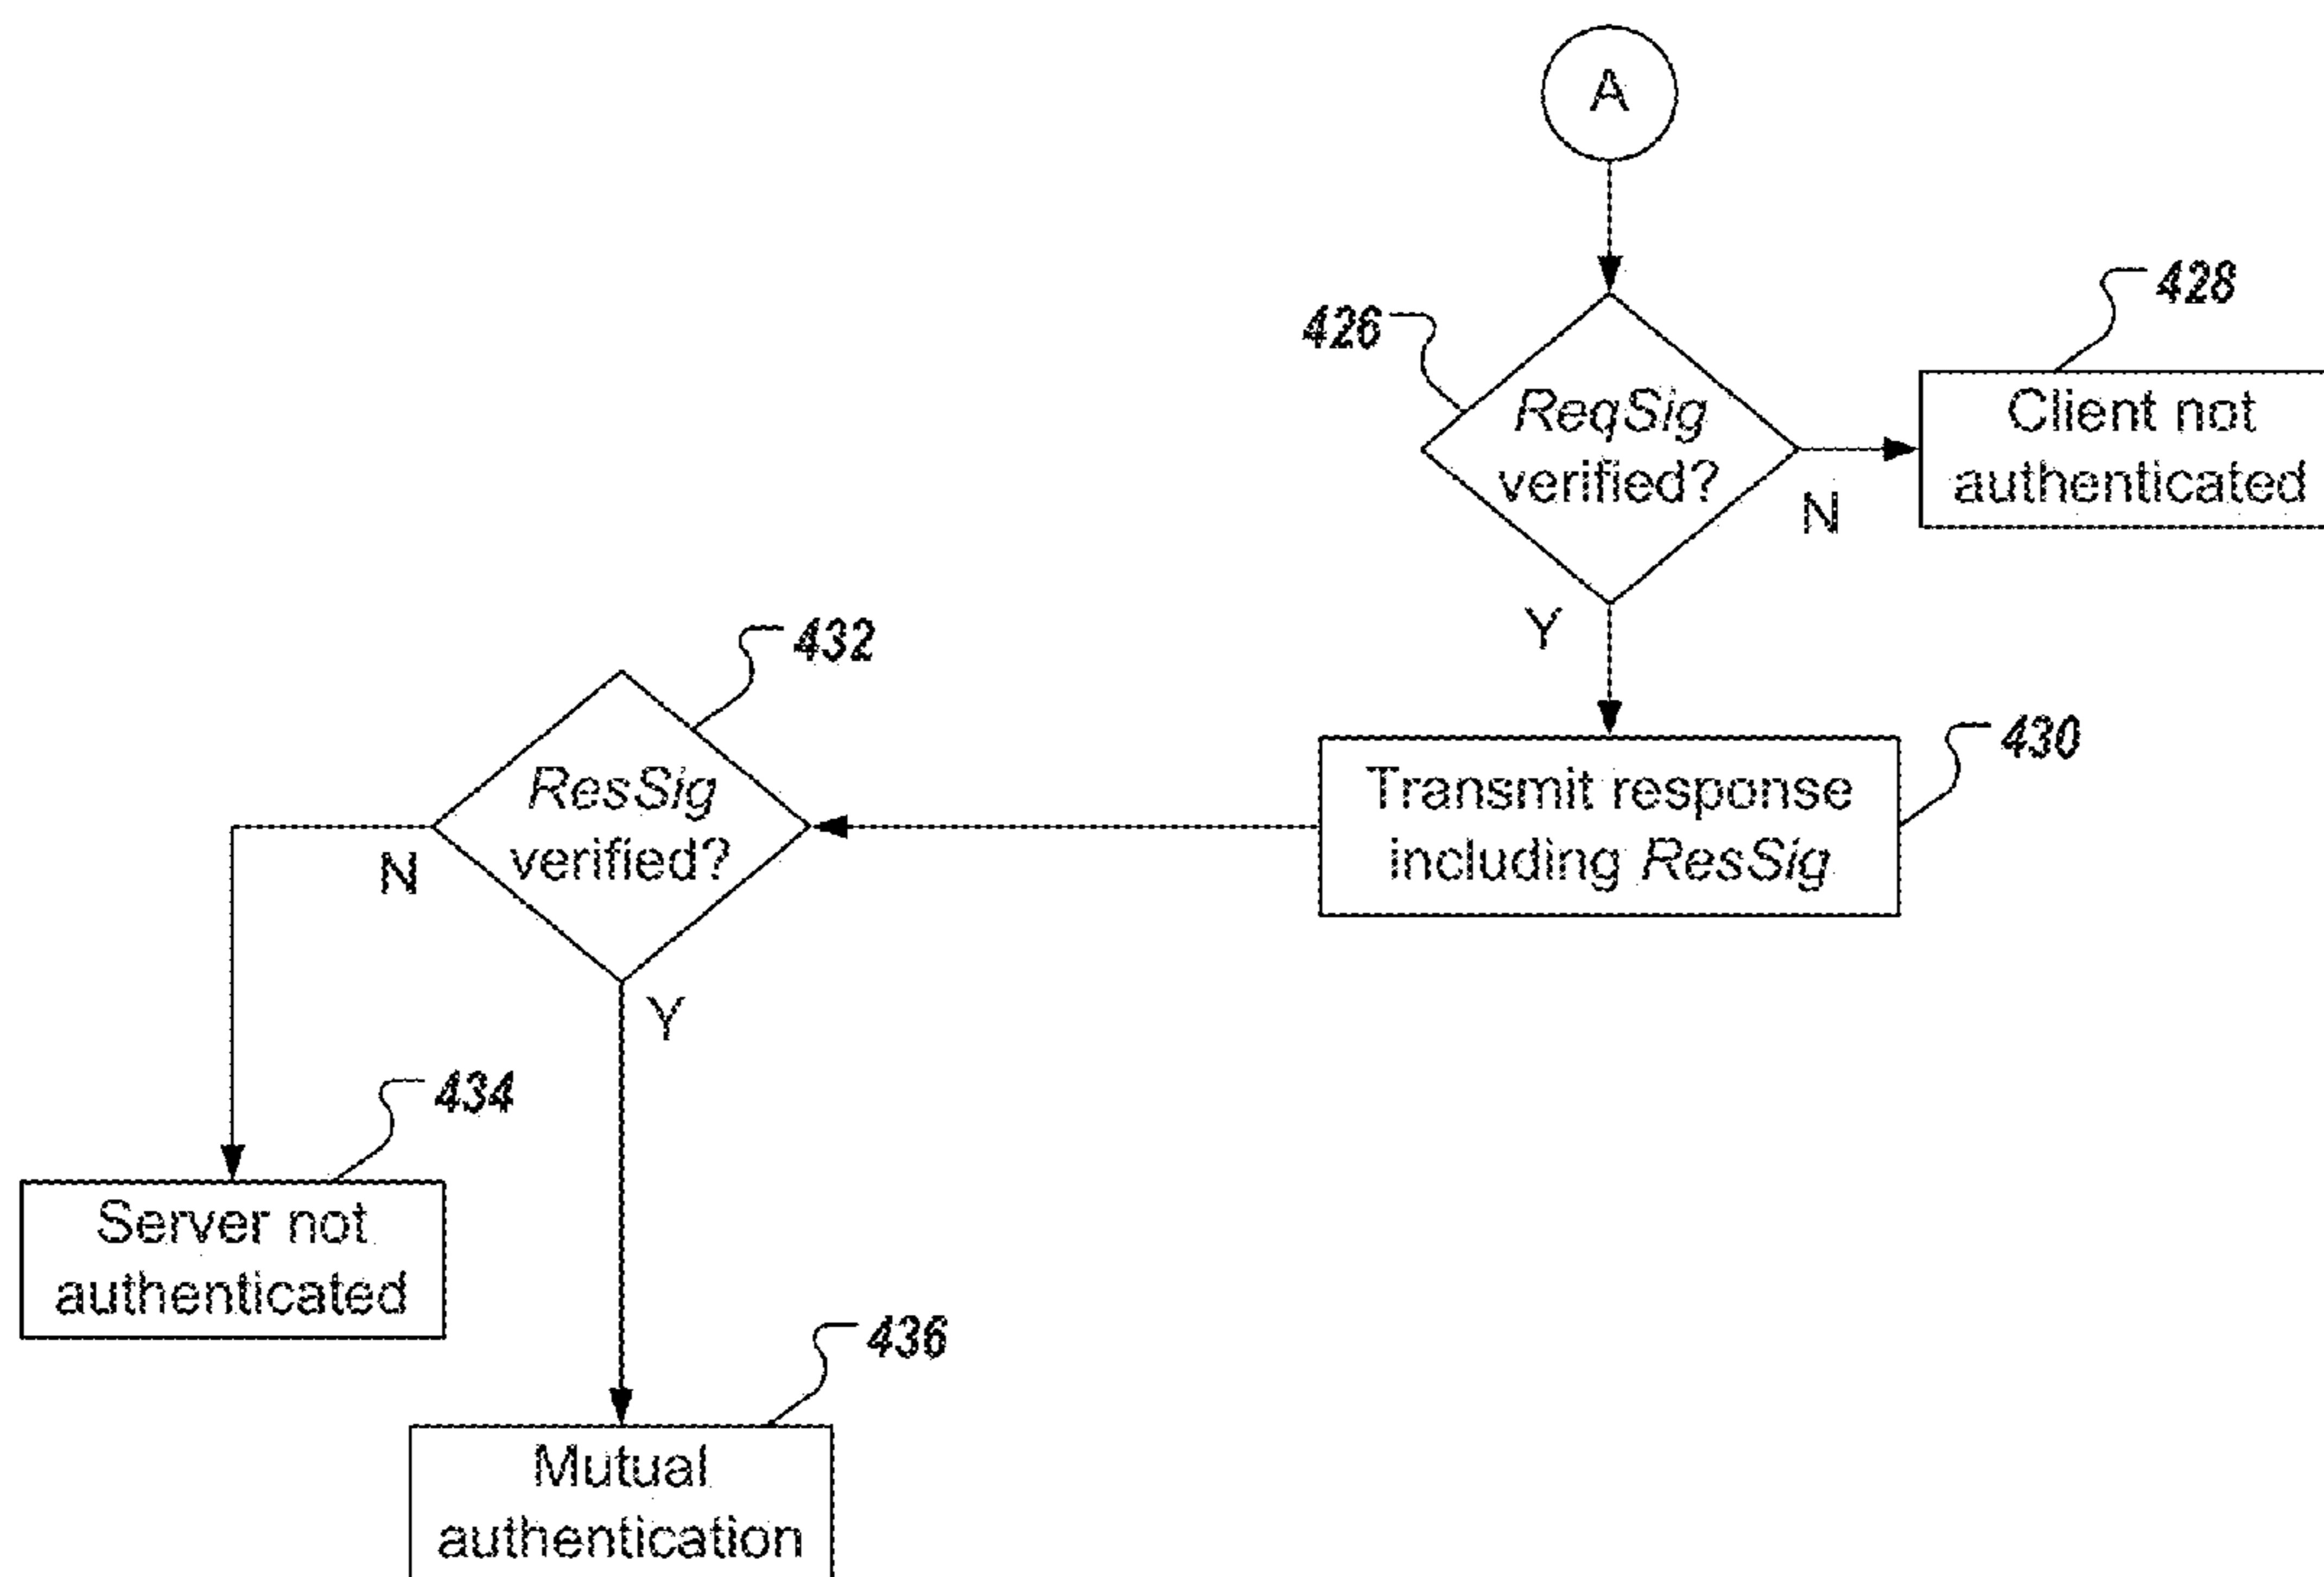 A
426
428
ReqSig
verified?
Client not
authenticated
N
Y
432
430
ResSig
verified?
Transmit response
including ResSig
N
Y
434
Server not
authenticated
436
Mutual
authentication